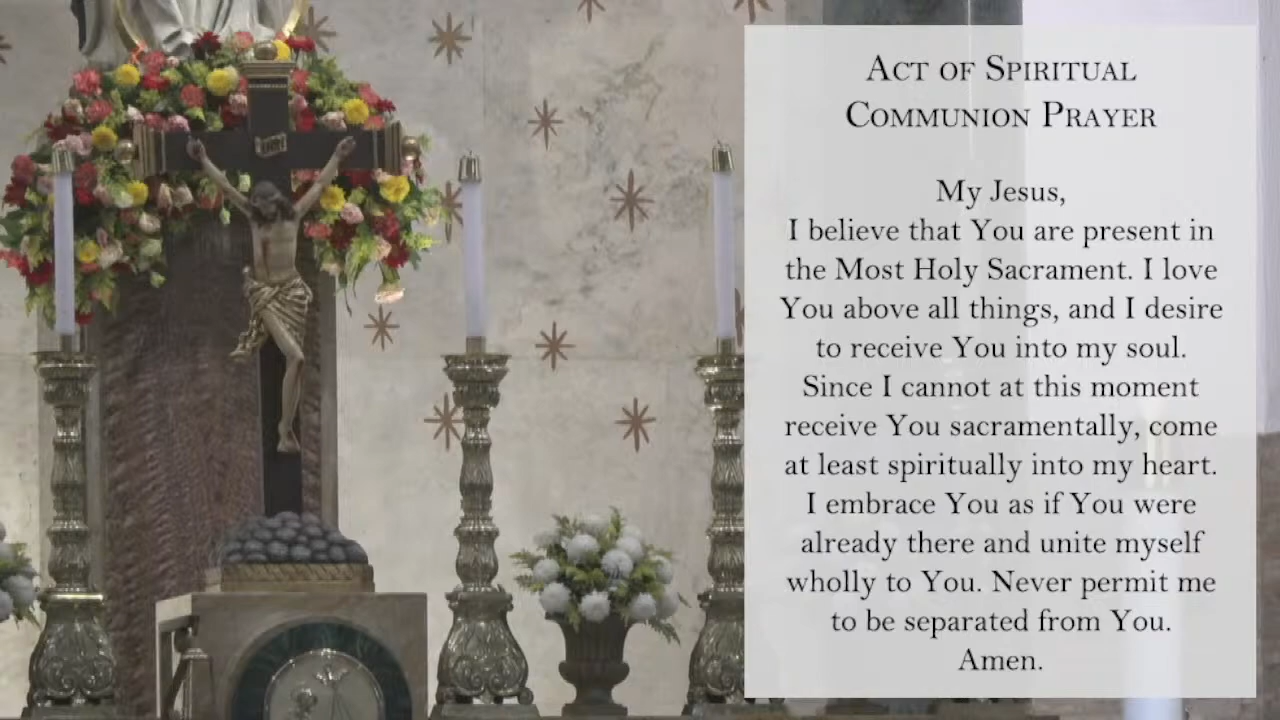 Act of Spiritual
Communion Prayer
My Jesus,
I believe that You are present in
the Most Holy Sacrament. I love
You above all things, and I desire
to receive You into my soul.
Since I cannot at this moment
receive You sacramentally, come
at least spiritually into my heart.
I embrace You as if You were
already there and unite myself
wholly to You. Never permit me
to be separated from You.
Amen.